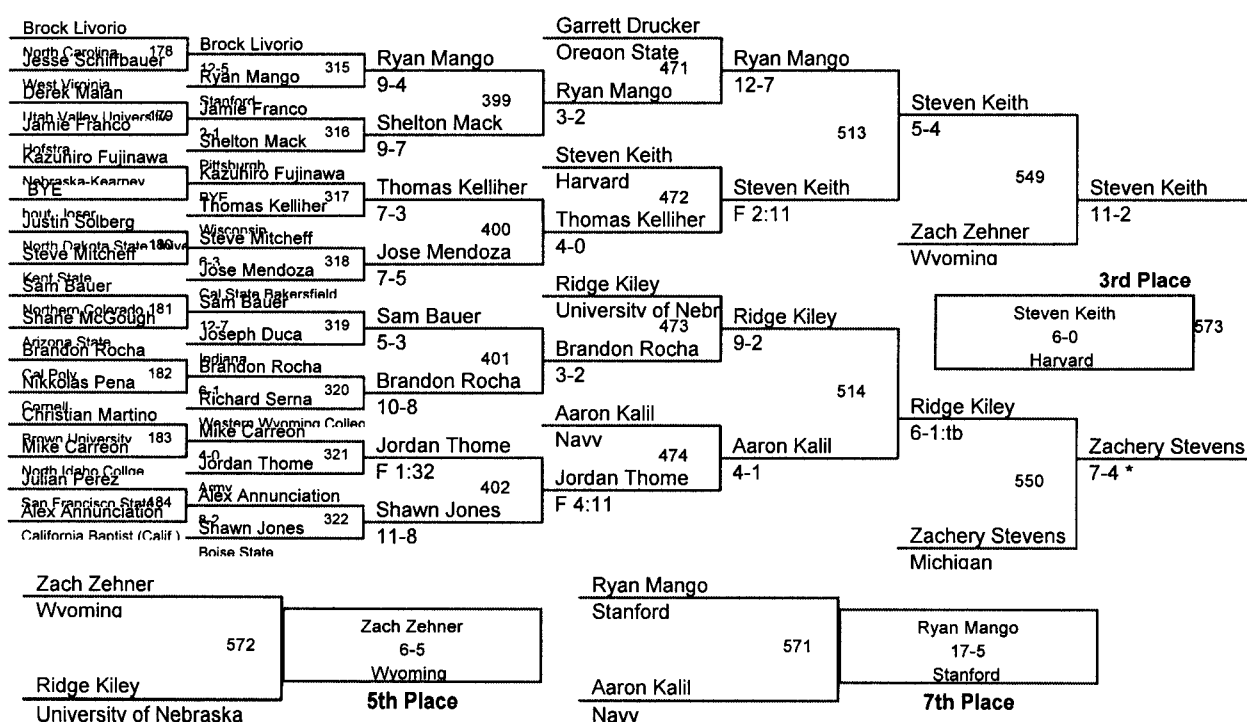 Brock Livorio
North Carolina
178
Jesse Schiffbauer
West Virginia
Derek Malan
Utah Valley Universite
179
Jamie Franco
Hofstra
Kazuhiro Fujinawa
Nebraska-Kearney
BYE
bout, loser
Justin Solberg
North Dakota State
180
Steve Mitcheff
Kent State
Sam Bauer
Northern Colorado
181
Shane McGough
Arizona State
Brandon Rocha
Cal Poly
182
Nikkolas Pena
Cornell
Christian Martino
Brown University
183
Mike Carreon
North Idaho College
Julian Perez
San Francisco State
184
Alex Annunciation
California Baptist (Calif.)
Brock Livorio
12-5
315
Ryan Mango
Stanford
Jamie Franco
2-1
316
Shelton Mack
Pittsburgh
Kazuhiro Fujinawa
BYE
317
Thomas Kelliher
Wisconsin
Steve Mitcheff
6-3
318
Jose Mendoza
Cal State Bakersfield
Sam Bauer
12-7
319
Joseph Duca
Indiana
Brandon Rocha
6-1
320
Richard Serna
Western Wyoming Colleg
Mike Carreon
4-0
321
Jordan Thome
Army
Alex Annunciation
8-2
322
Shawn Jones
Boise State
Ryan Mango
9-4
399
Shelton Mack
9-7
Thomas Kelliher
7-3
400
Jose Mendoza
7-5
Sam Bauer
5-3
401
Brandon Rocha
10-8
Jordan Thome
F 1:32
402
Shawn Jones
11-8
Garrett Drucker
Oregon State
471
Ryan Mango
3-2
Steven Keith
Harvard
472
Thomas Kelliher
4-0
Ridge Kiley
University of Nebr
473
Brandon Rocha
3-2
Aaron Kalil
Navy
474
Jordan Thome
F 4:11
Ryan Mango
12-7
513
Steven Keith
F 2:11
Ridge Kiley
9-2
514
Aaron Kalil
4-1
Steven Keith
5-4
549
Zach Zehner
Wyoming
Steven Keith
11-2
3rd Place
Steven Keith
6-0
573
Harvard
Ridge Kiley
6-1:tb
550
Zachery Stevens
Michigan
Zachery Stevens
7-4 *
Zach Zehner
Wyoming
572
Ridge Kiley
University of Nebraska
Zach Zehner
6-5
Wyoming
5th Place
Ryan Mango
Stanford
571
Aaron Kalil
Navy
Ryan Mango
17-5
Stanford
7th Place